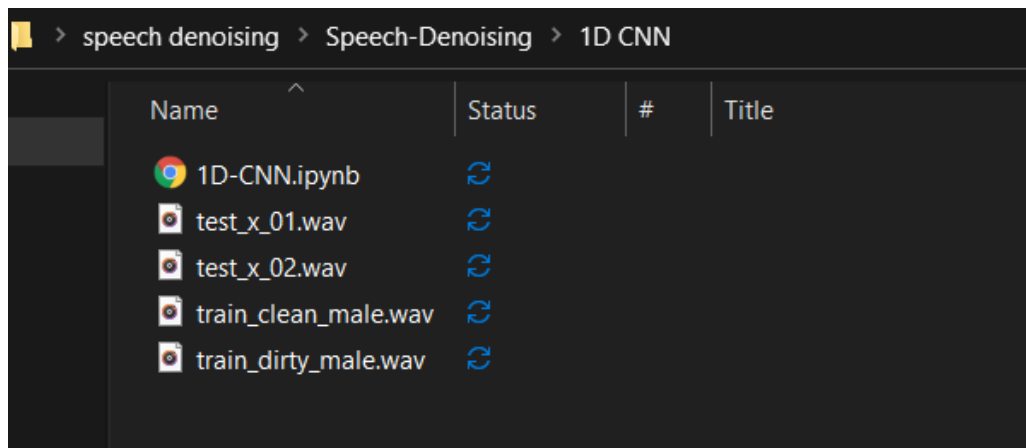 > speech denoising > Speech-Denoising > 1D CNN
Name Status # Title
1D-CNN.ipynb
test_x_01.wav
test_x_02.wav
train_clean_male.wav
train_dirty_male.wav